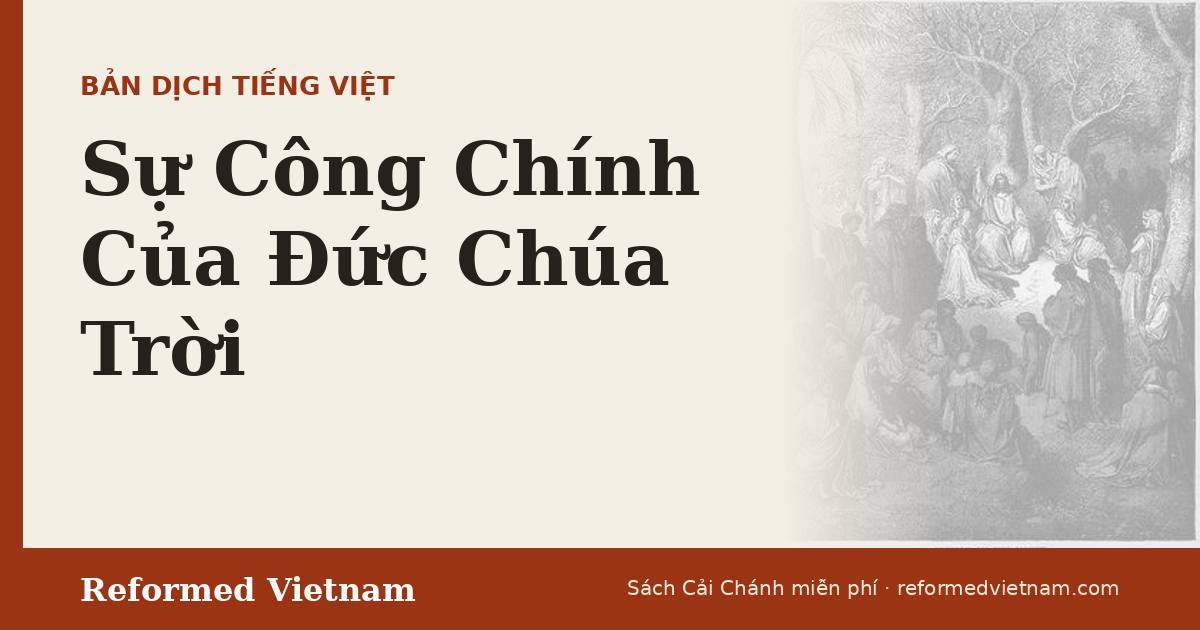 BẢN DỊCH TIẾNG VIỆT
Sự Công Chính
Của Đức Chúa
Trời
Reformed Vietnam
Sách Cải Chánh miễn phí · reformedvietnam.com